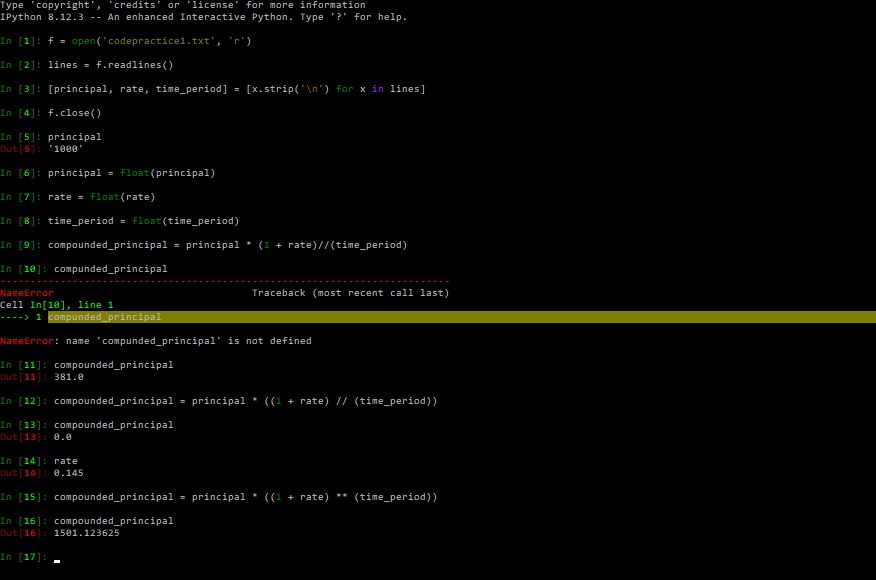 Type 'copyright', 'credits' or 'license' for more information
IPython 8.12.3 -- An enhanced Interactive Python. Type '?' for help.
In [1]: f = open('codepractice1.txt', 'r')
In [2]: lines = f.readlines()
In [3]: [principal, rate, time_period] = [x.strip('\n') for x in lines]
In [4]: f.close()
In [5]: principal
Out[5]: '1000'
In [6]: principal = float(principal)
In [7]: rate = float(rate)
In [8]: time_period = float(time_period)
In [9]: compounded_principal = principal * (1 + rate)//(time_period)
In [10]: compunded_principal
---------------------------------------------------------------------------
NameError                                 Traceback (most recent call last)
Cell In[10], line 1
----> 1 compunded_principal
NameError: name 'compunded_principal' is not defined
In [11]: compounded_principal
Out[11]: 381.0
In [12]: compounded_principal = principal * ((1 + rate) // (time_period))
In [13]: compounded_principal
Out[13]: 0.0
In [14]: rate
Out[14]: 0.145
In [15]: compounded_principal = principal * ((1 + rate) ** (time_period))
In [16]: compounded_principal
Out[16]: 1501.123625
In [17]: